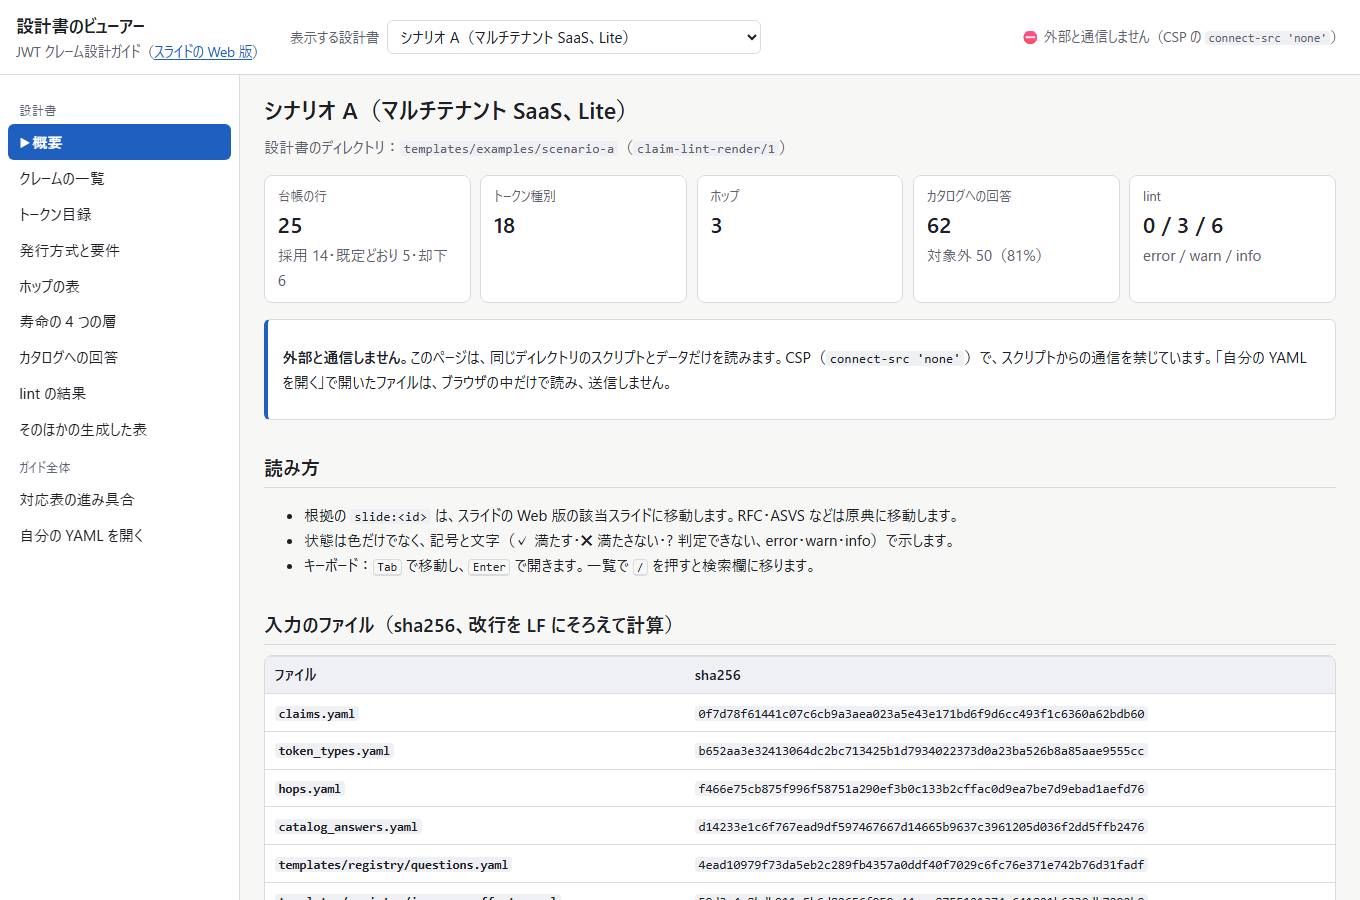 設計書のビューアー
JWT クレーム設計ガイド（スライドの Web 版）
表示する設計書
シナリオ A（マルチテナント SaaS、Lite）
⛔ 外部と通信しません（CSP の connect-src 'none'）
設計書
▶概要
クレームの一覧
トークン目録
発行方式と要件
ホップの表
寿命の 4 つの層
カタログへの回答
lint の結果
そのほかの生成した表
ガイド全体
対応表の進み具合
自分の YAML を開く
シナリオ A（マルチテナント SaaS、Lite）
設計書のディレクトリ： templates/examples/scenario-a （ claim-lint-render/1 ）
台帳の行
25
採用 14・既定どおり 5・却下
6
トークン種別
18
ホップ
3
カタログへの回答
62
対象外 50（81%）
lint
0 / 3 / 6
error / warn / info
外部と通信しません。このページは、同じディレクトリのスクリプトとデータだけを読みます。CSP（ connect-src 'none' ）で、スクリプトからの通信を禁じています。「自分の YAML
を開く」で開いたファイルは、ブラウザの中だけで読み、送信しません。
読み方
• 根拠の slide:<id> は、スライドの Web 版の該当スライドに移動します。RFC・ASVS などは原典に移動します。
• 状態は色だけでなく、記号と文字（✓ 満たす・✖ 満たさない・? 判定できない、error・warn・info）で示します。
• キーボード： Tab で移動し、 Enter で開きます。一覧で / を押すと検索欄に移ります。
入力のファイル（sha256、改行を LF にそろえて計算）
ファイル sha256
claims.yaml 0f7d78f61441c07c6cb9a3aea023a5e43e171bd6f9d6cc493f1c6360a62bdb60
token_types.yaml b652aa3e32413064dc2bc713425b1d7934022373d0a23ba526b8a85aae9555cc
hops.yaml f466e75cb875f996f58751a290ef3b0c133b2cffac0d9ea7be7d9ebad1aefd76
catalog_answers.yaml d14233e1c6f767ead9df597467667d14665b9637c3961205d036f2dd5ffb2476
templates/registry/questions.yaml 4ead10979f73da5eb2c289fb4357a0ddf40f7029c6fc76e371e742b76d31fadf